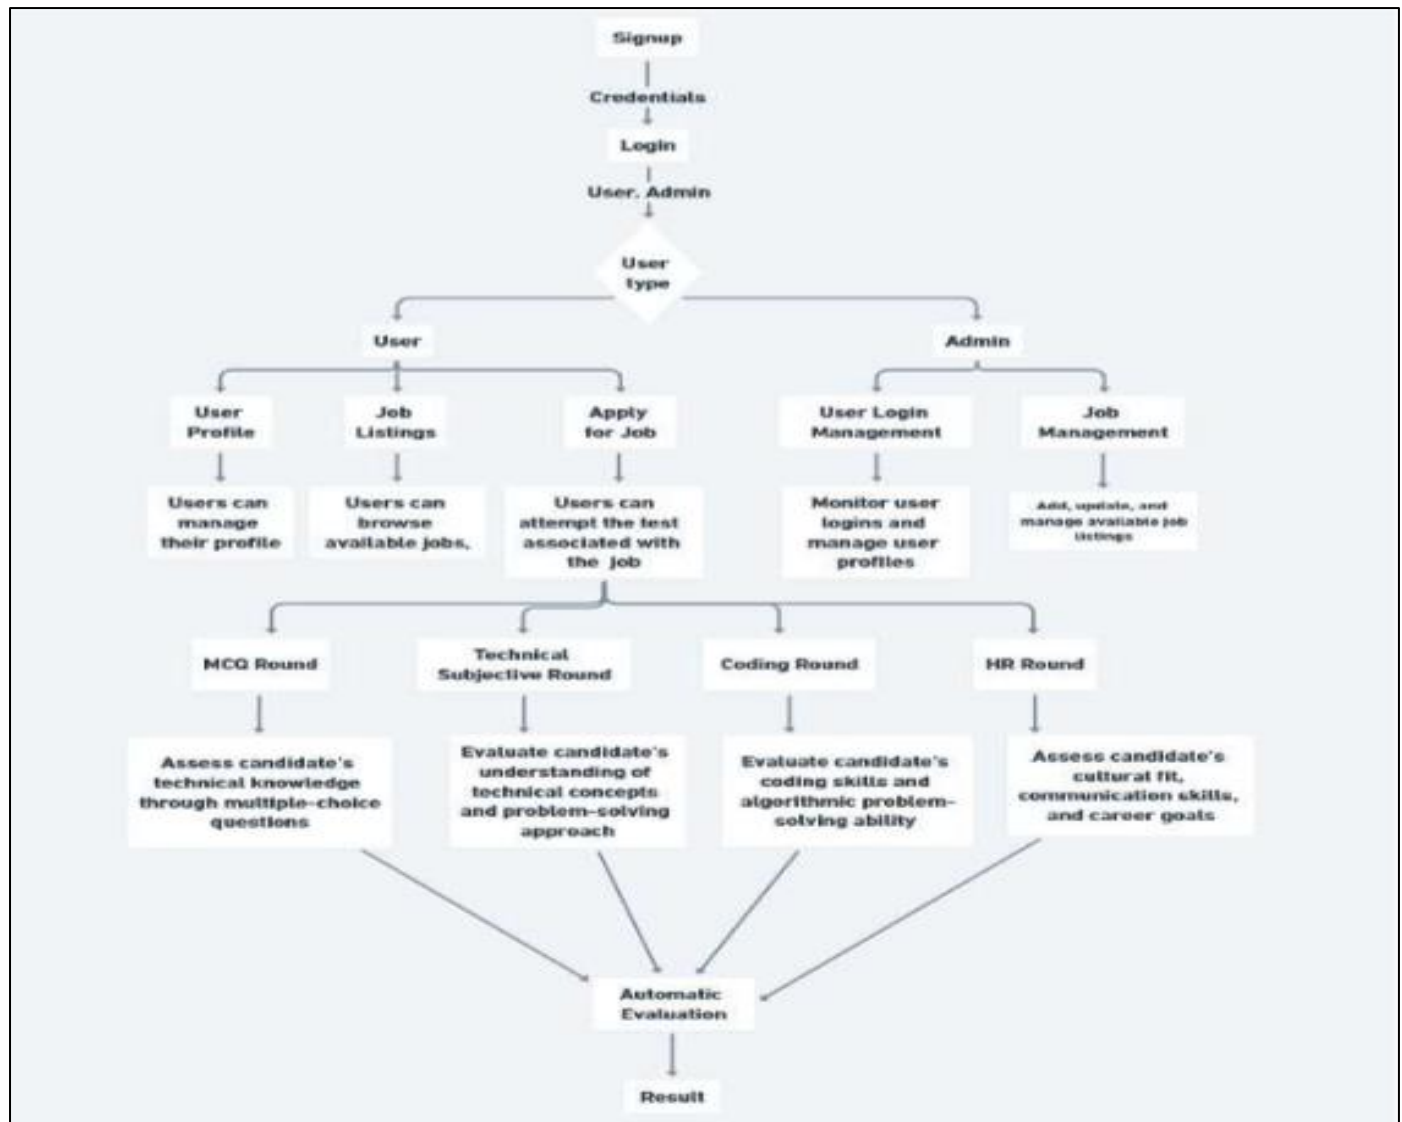 Signup
Credentials
Login
User, Admin
User
type
User
Admin
User
Profile
Job
Listings
Apply
for Job
User Login
Management
Job
Management
Users can
manage
their profile
Users can
browse
available jobs,
Users can
attempt the test
associated with
the job
Monitor user
logins and
manage user
profiles
Add, update, and
manage available job
listings
MCQ Round
Technical
Subjective Round
Coding Round
HR Round
Assess candidate's
technical knowledge
through multiple-choice
questions
Evaluate candidate's
understanding of
technical concepts
and problem-solving
approach
Evaluate candidate's
coding skills and
algorithmic problem-
solving ability
Assess candidate's
cultural fit,
communication skills,
and career goals
Automatic
Evaluation
Result